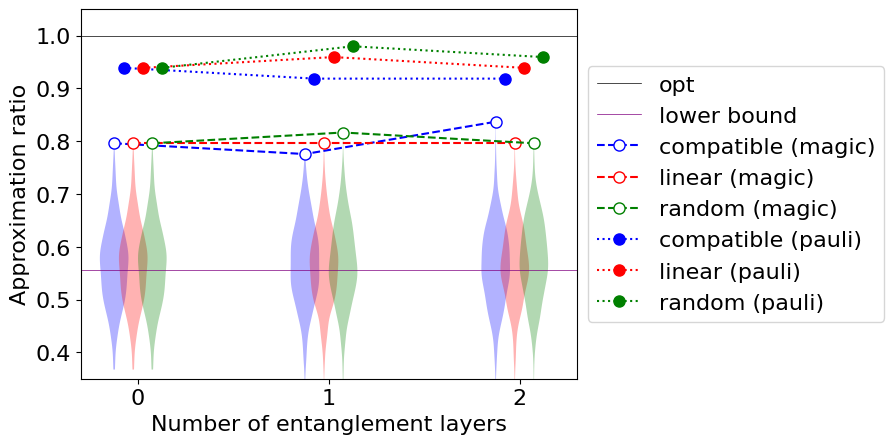 1.0
0.9
0.8
0.7
0.6
0.5
0.4
Approximation ratio
0 1 2
Number of entanglement layers
opt
lower bound
compatible (magic)
linear (magic)
random (magic)
compatible (pauli)
linear (pauli)
random (pauli)